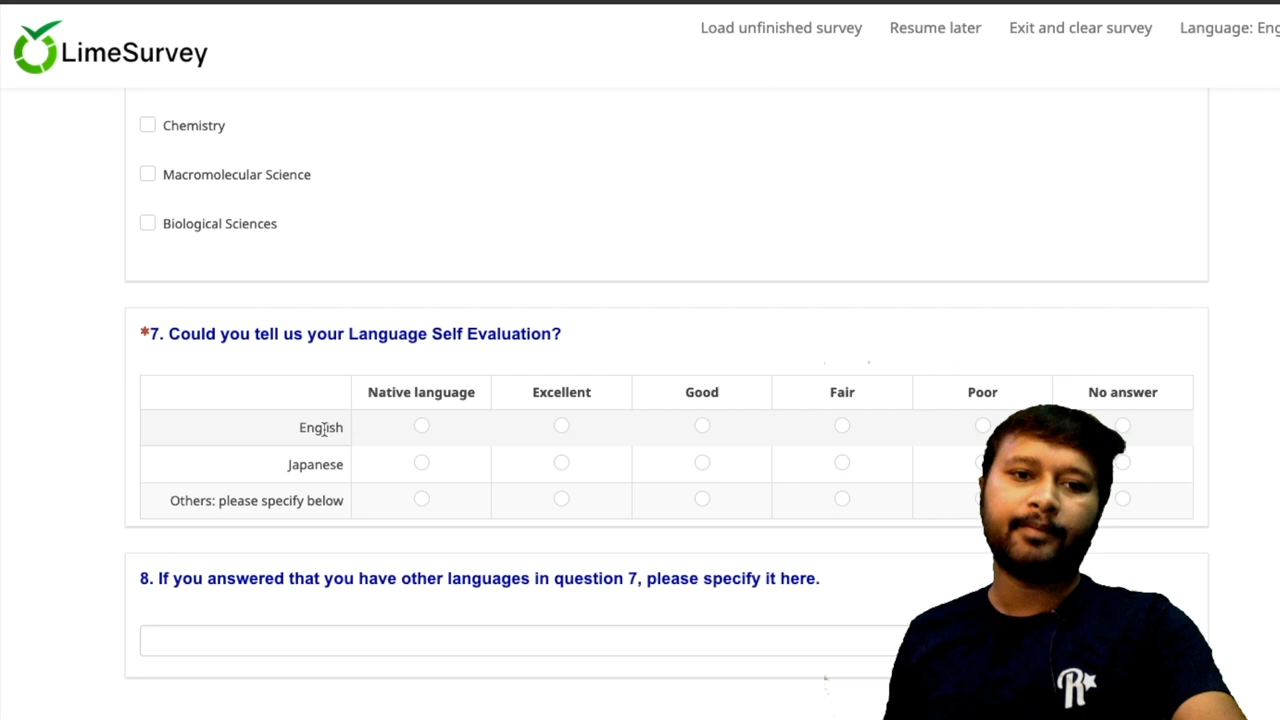 LimeSurvey
Load unfinished survey Resume later Exit and clear survey Language: Eng
Chemistry
Macromolecular Science
Biological Sciences
*7. Could you tell us your Language Self Evaluation?
Native language Excellent Good Fair Poor No answer
English
Japanese
Others: please specify below
8. If you answered that you have other languages in question 7, please specify it here.
R